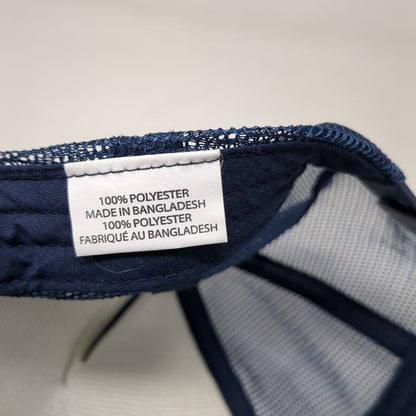 100% POLYESTER
MADE IN BANGLADESH
100% POLYESTER
FABRIQUÉ AU BANGLADESH